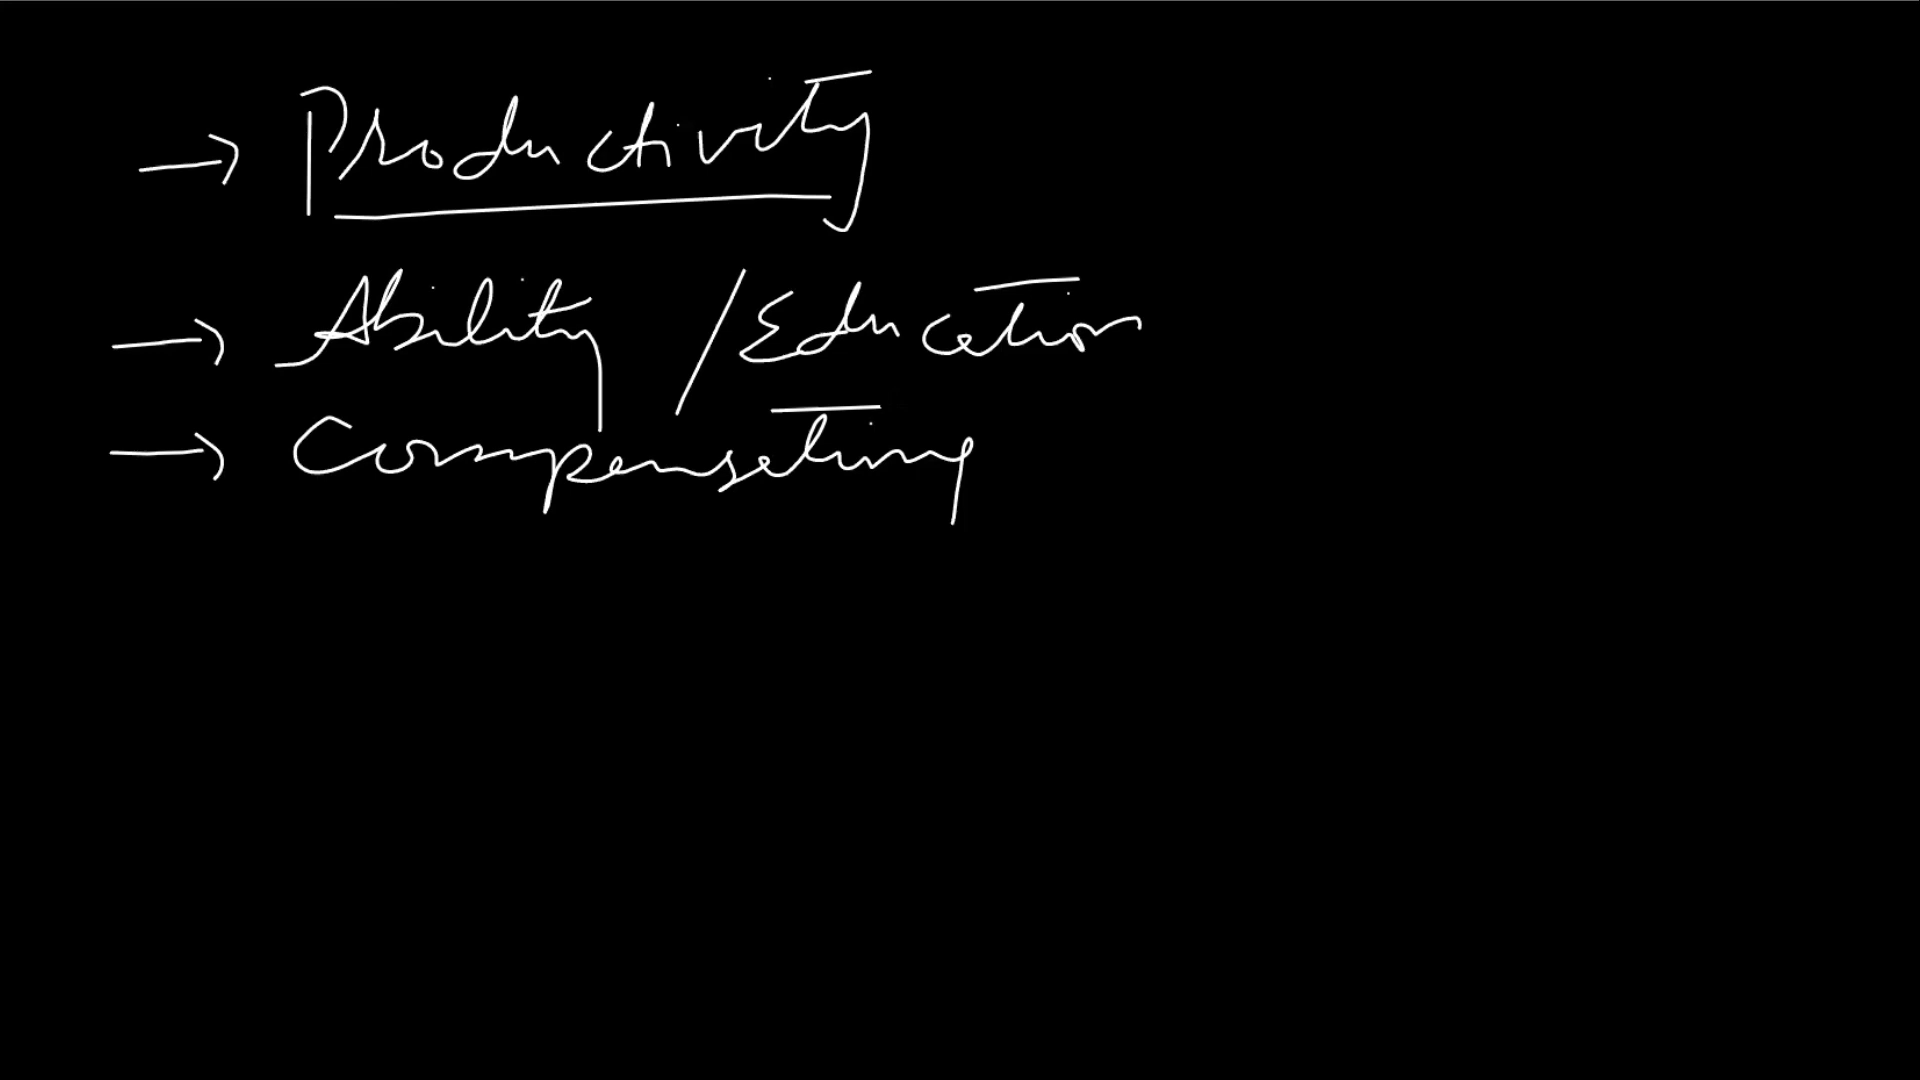 → Productivity
→ Ability / Education
→ Compensating